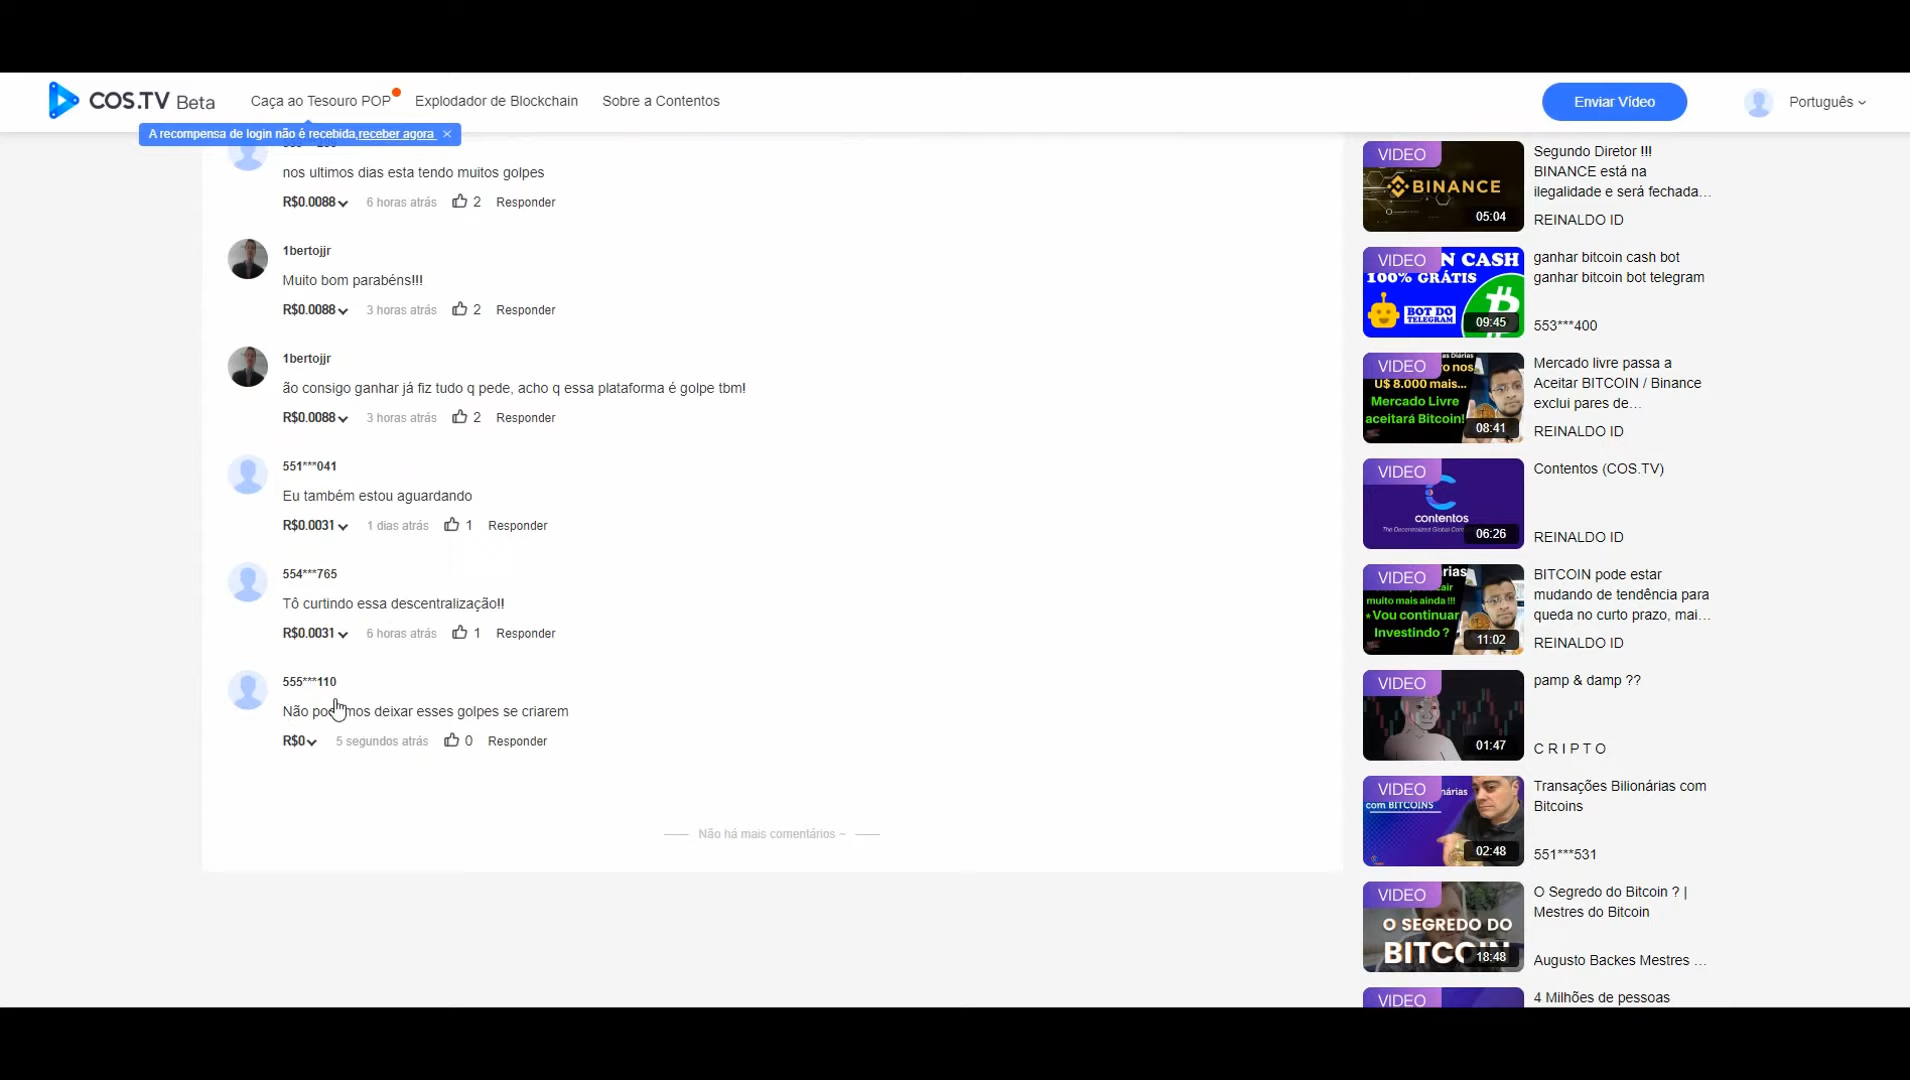 COS.TV Beta
Caça ao Tesouro POP
Explodador de Blockchain
Sobre a Contentos
Enviar Vídeo
Português
A recompensa de login não é recebida,receber agora ×
nos ultimos dias esta tendo muitos golpes
R$0.0088 6 horas atrás 2 Responder
1bertojjr
Muito bom parabéns!!!
R$0.0088 3 horas atrás 2 Responder
1bertojjr
ão consigo ganhar já fiz tudo q pede, acho q essa plataforma é golpe tbm!
R$0.0088 3 horas atrás 2 Responder
551***041
Eu também estou aguardando
R$0.0031 1 dias atrás 1 Responder
554***765
Tô curtindo essa descentralização!!
R$0.0031 6 horas atrás 1 Responder
555***110
Não podemos deixar esses golpes se criarem
R$0 5 segundos atrás 0 Responder
Não há mais comentários ~
VIDEO
BINANCE
05:04
Segundo Diretor !!!
BINANCE está na
ilegalidade e será fechada...
REINALDO ID
VIDEO
N CASH
100% GRÁTIS
BOT DO
TELEGRAM
09:45
ganhar bitcoin cash bot
ganhar bitcoin bot telegram
553***400
VIDEO
as Diárias
ro nos
U$ 8.000 mais...
Mercado Livre
aceitará Bitcoin!
08:41
Mercado livre passa a
Aceitar BITCOIN / Binance
exclui pares de...
REINALDO ID
VIDEO
contentos
The Decentralized Global
06:26
Contentos (COS.TV)
REINALDO ID
VIDEO
rias
air
muito mais ainda !!!
*Vou continuar
Investindo ?
11:02
BITCOIN pode estar
mudando de tendência para
queda no curto prazo, mai...
REINALDO ID
VIDEO
01:47
pamp & damp ??
C R I P T O
VIDEO
nárias
com BITCOINS
02:48
Transações Bilionárias com
Bitcoins
551***531
VIDEO
O SEGREDO DO
BITCOIN
18:48
O Segredo do Bitcoin ? |
Mestres do Bitcoin
Augusto Backes Mestres ...
VIDEO
4 Milhões de pessoas